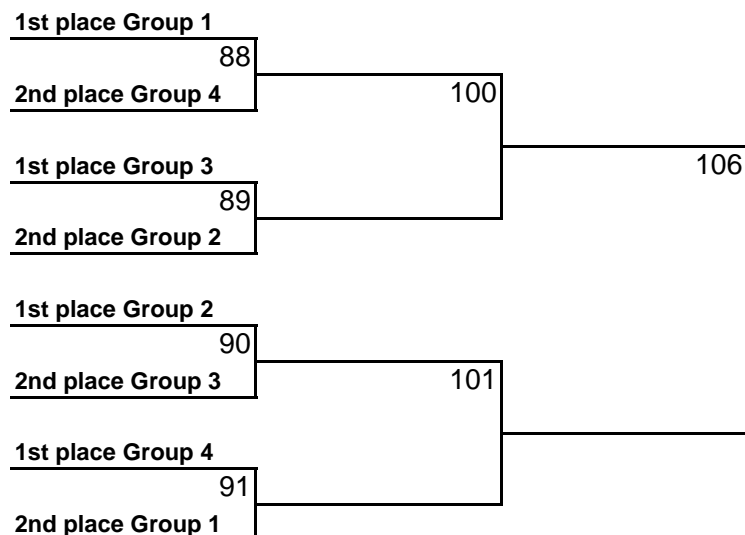 1st place Group 1
88
2nd place Group 4
100
1st place Group 3
106
89
2nd place Group 2
1st place Group 2
90
2nd place Group 3
101
1st place Group 4
91
2nd place Group 1